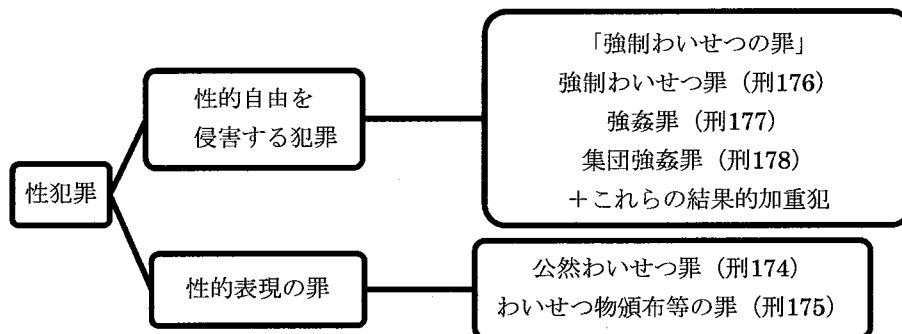 性犯罪
性的自由を
侵害する犯罪
「強制わいせつの罪」
強制わいせつ罪（刑176）
強姦罪（刑177）
集団強姦罪（刑178）
＋これらの結果的加重犯
性的表現の罪
公然わいせつ罪（刑174）
わいせつ物頒布等の罪（刑175）